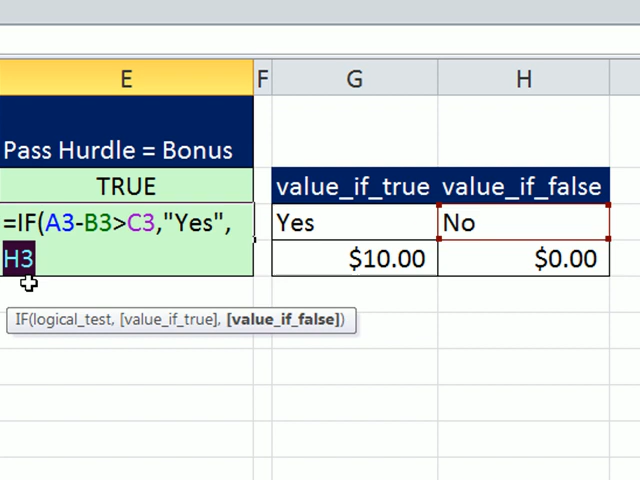 E F G H
Pass Hurdle = Bonus
TRUE value_if_true value_if_false
=IF(A3-B3>C3,"Yes", Yes No
H3 $10.00 $0.00
IF(logical_test, [value_if_true], [value_if_false])